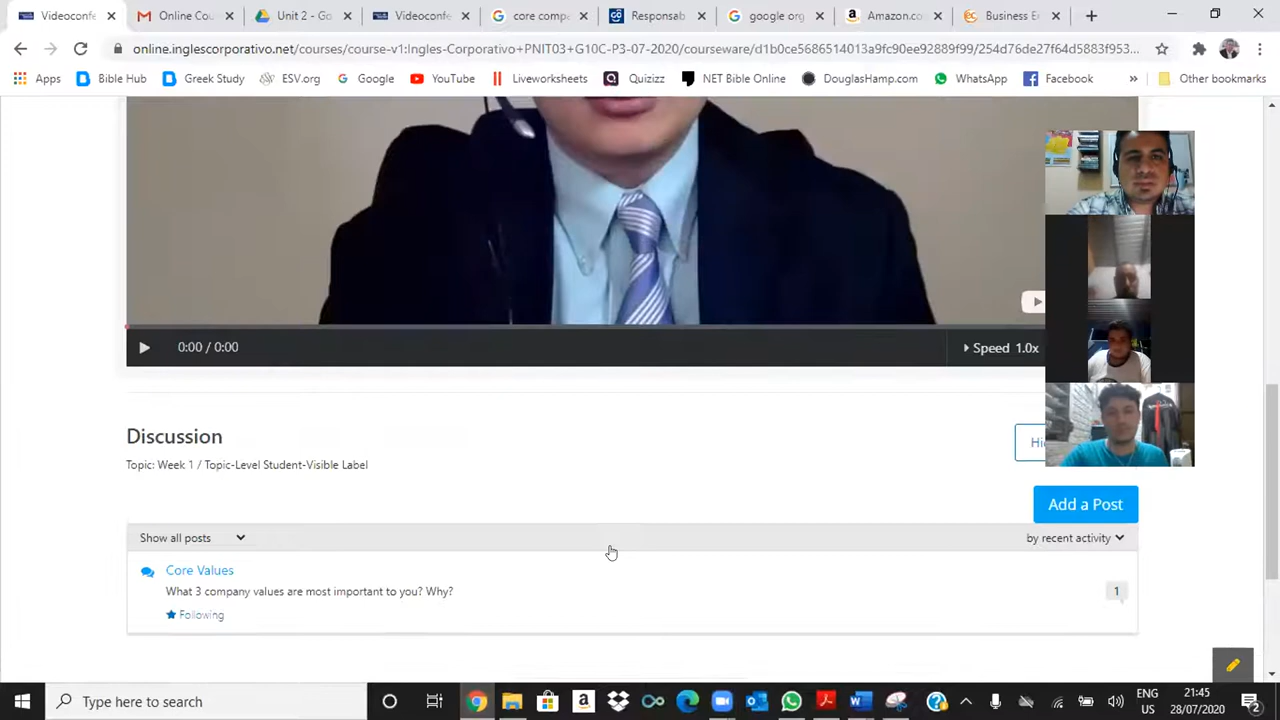 Videoconfe
Online Cou
Unit 2 - Go
Videoconfe
core compe
Responsab
google org
Amazon.co
Business E
online.inglescorporativo.net/courses/course-v1:Ingles-Corporativo+PNIT03+G10C-P3-07-2020/courseware/d1b0ce568b514013a9fc90ee92889f99/254d76de27f64d5883f953...
Apps
Bible Hub
Greek Study
ESV.org
Google
YouTube
Liveworksheets
Quizizz
NET Bible Online
DouglasHamp.com
WhatsApp
Facebook
»
Other bookmarks
0:00 / 0:00
Speed 1.0x
Discussion
Hi
Topic: Week 1 / Topic-Level Student-Visible Label
Add a Post
Show all posts
by recent activity
Core Values
What 3 company values are most important to you? Why?
1
Following
Type here to search
ENG
US
21:45
28/07/2020
2